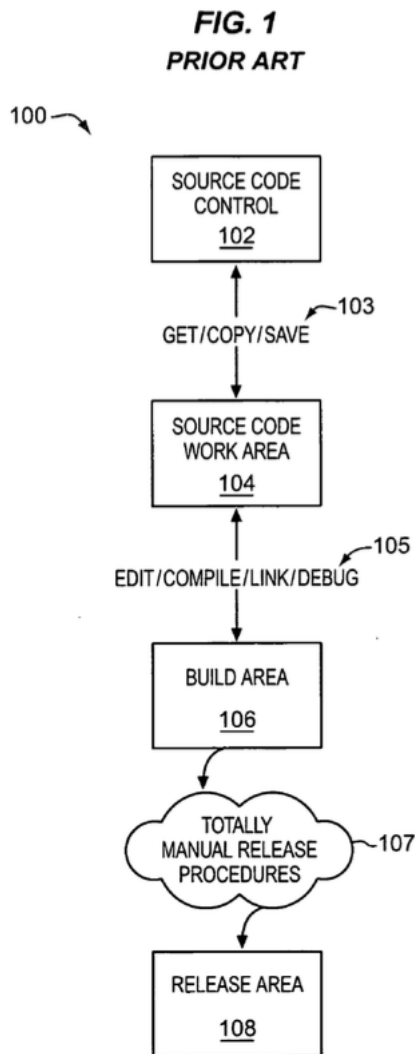 FIG. 1
PRIOR ART
100
SOURCE CODE
CONTROL
102
103
GET/COPY/SAVE
SOURCE CODE
WORK AREA
104
105
EDIT/COMPILE/LINK/DEBUG
BUILD AREA
106
TOTALLY
MANUAL RELEASE
PROCEDURES
107
RELEASE AREA
108